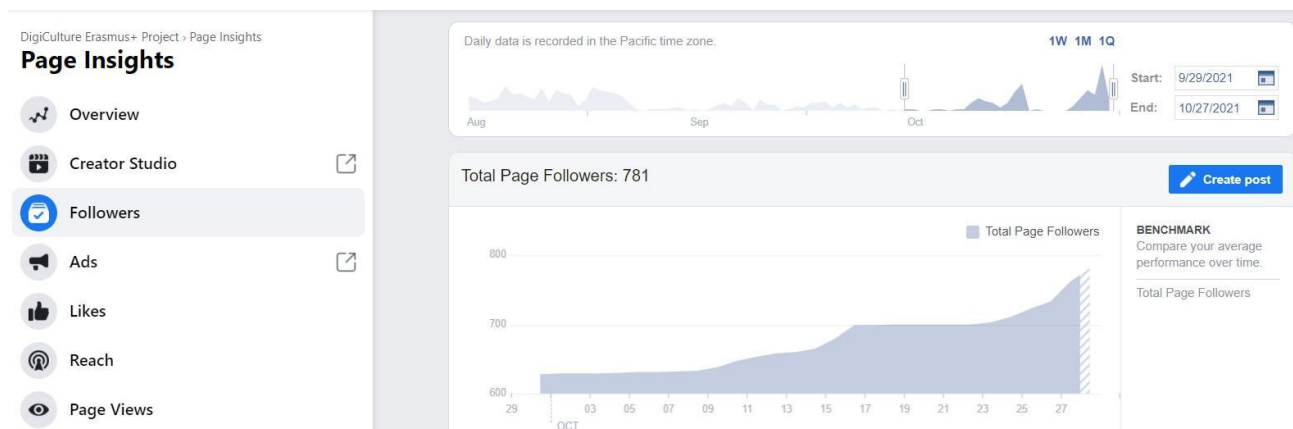 DigiCulture Erasmus+ Project › Page Insights
Page Insights
Overview
Creator Studio
Followers
Ads
Likes
Reach
Page Views
Daily data is recorded in the Pacific time zone.
1W 1M 1Q
Start: 9/29/2021
End: 10/27/2021
Aug Sep Oct
Total Page Followers: 781
Create post
Total Page Followers
BENCHMARK
Compare your average
performance over time.
Total Page Followers
800
700
600
29 03 05 07 09 11 13 15 17 19 21 23 25 27
OCT